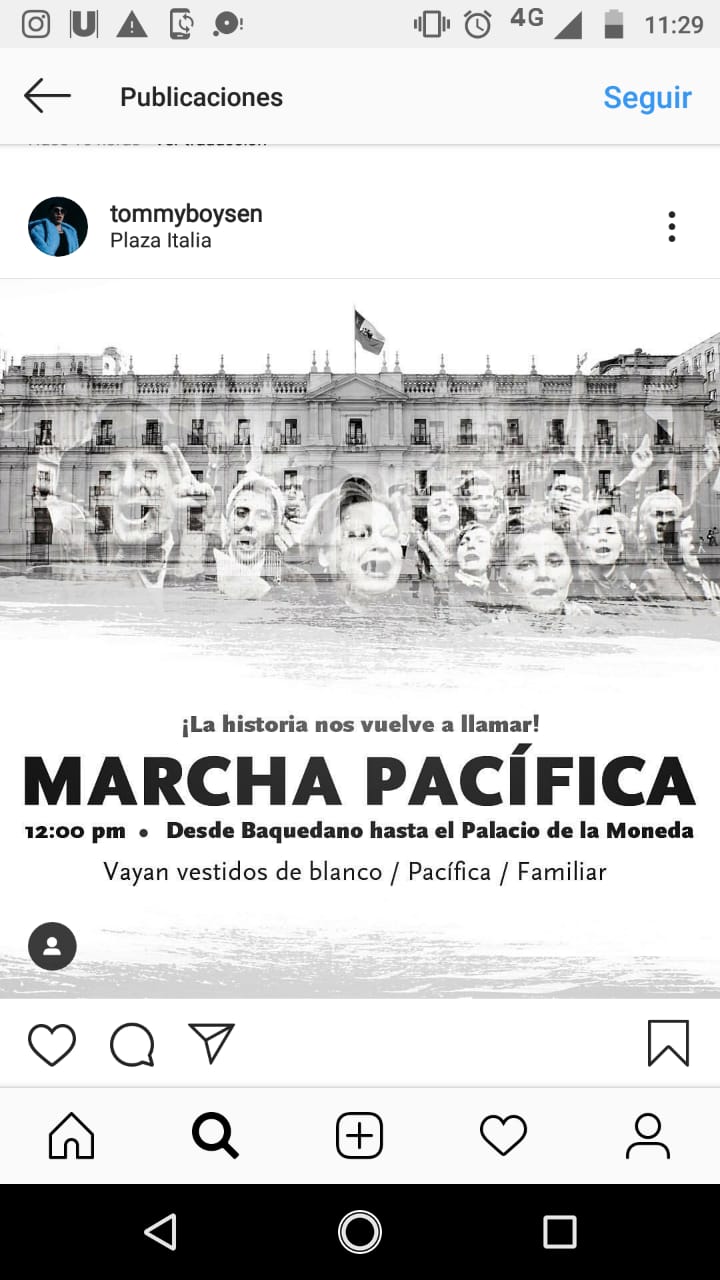 4G 11:29
Publicaciones
Seguir
tommyboysen
Plaza Italia
¡La historia nos vuelve a llamar!
MARCHA PACÍFICA
12:00 pm • Desde Baquedano hasta el Palacio de la Moneda
Vayan vestidos de blanco / Pacífica / Familiar